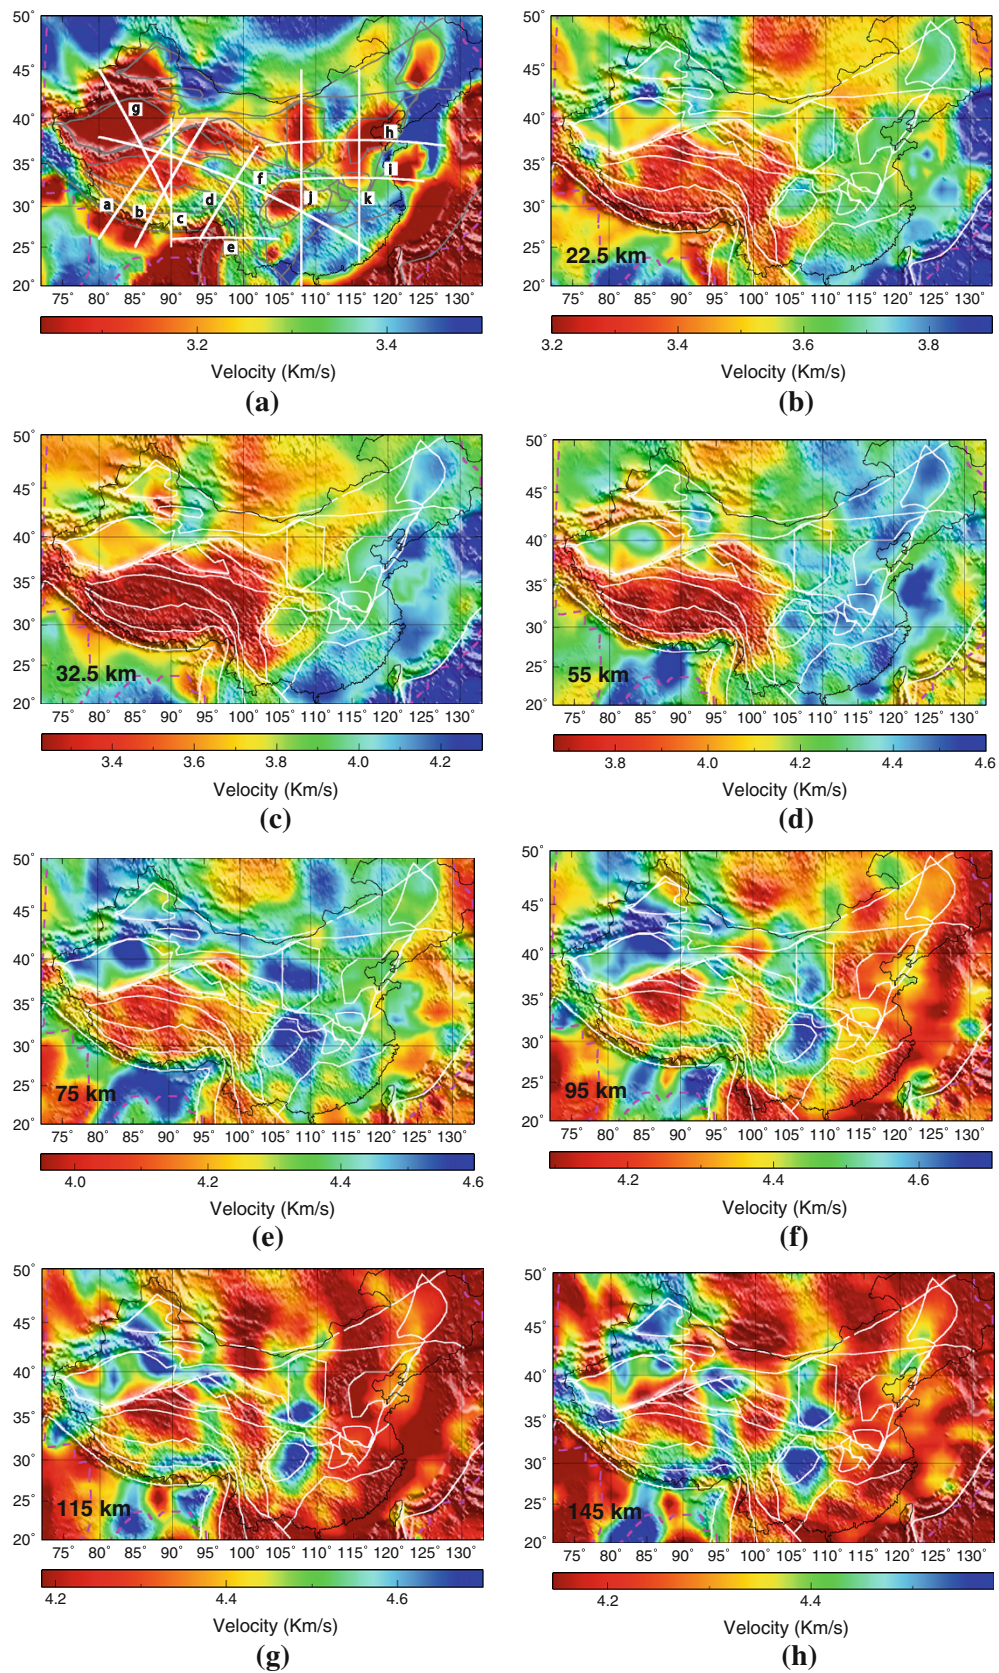 50° 45° 40° 35° 30° 25° 20°
g h i f j k a b c d e
75° 80° 85° 90° 95° 100° 105° 110° 115° 120° 125° 130°
3.2 3.4
Velocity (Km/s)
(a)
50° 45° 40° 35° 30° 25° 20°
22.5 km
75° 80° 85° 90° 95° 100° 105° 110° 115° 120° 125° 130°
3.2 3.4 3.6 3.8
Velocity (Km/s)
(b)
50° 45° 40° 35° 30° 25° 20°
32.5 km
75° 80° 85° 90° 95° 100° 105° 110° 115° 120° 125° 130°
3.4 3.6 3.8 4.0 4.2
Velocity (Km/s)
(c)
50° 45° 40° 35° 30° 25° 20°
55 km
75° 80° 85° 90° 95° 100° 105° 110° 115° 120° 125° 130°
3.8 4.0 4.2 4.4 4.6
Velocity (Km/s)
(d)
50° 45° 40° 35° 30° 25° 20°
75 km
75° 80° 85° 90° 95° 100° 105° 110° 115° 120° 125° 130°
4.0 4.2 4.4 4.6
Velocity (Km/s)
(e)
50° 45° 40° 35° 30° 25° 20°
95 km
75° 80° 85° 90° 95° 100° 105° 110° 115° 120° 125° 130°
4.2 4.4 4.6
Velocity (Km/s)
(f)
50° 45° 40° 35° 30° 25° 20°
115 km
75° 80° 85° 90° 95° 100° 105° 110° 115° 120° 125° 130°
4.2 4.4 4.6
Velocity (Km/s)
(g)
50° 45° 40° 35° 30° 25° 20°
145 km
75° 80° 85° 90° 95° 100° 105° 110° 115° 120° 125° 130°
4.2 4.4
Velocity (Km/s)
(h)